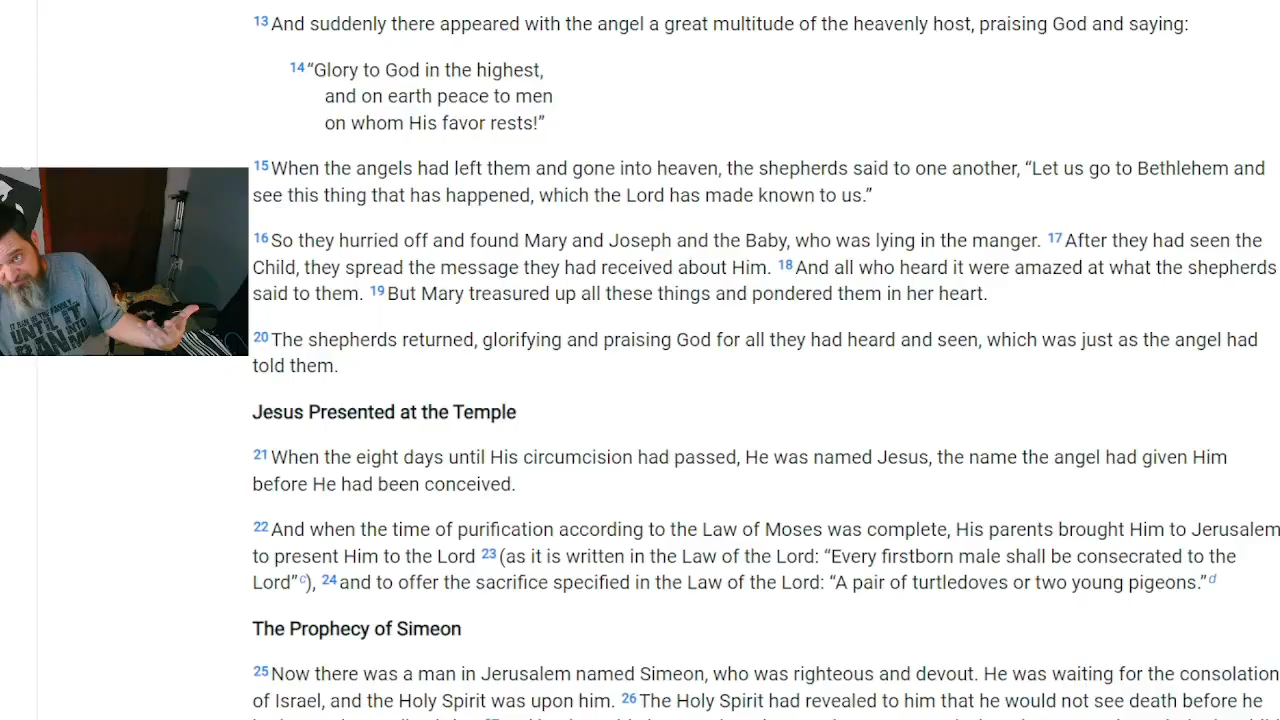 13 And suddenly there appeared with the angel a great multitude of the heavenly host, praising God and saying:
14 “Glory to God in the highest,
and on earth peace to men
on whom His favor rests!”
15 When the angels had left them and gone into heaven, the shepherds said to one another, “Let us go to Bethlehem and
see this thing that has happened, which the Lord has made known to us.”
16 So they hurried off and found Mary and Joseph and the Baby, who was lying in the manger. 17 After they had seen the
Child, they spread the message they had received about Him. 18 And all who heard it were amazed at what the shepherds
said to them. 19 But Mary treasured up all these things and pondered them in her heart.
20 The shepherds returned, glorifying and praising God for all they had heard and seen, which was just as the angel had
told them.
Jesus Presented at the Temple
21 When the eight days until His circumcision had passed, He was named Jesus, the name the angel had given Him
before He had been conceived.
22 And when the time of purification according to the Law of Moses was complete, His parents brought Him to Jerusalem
to present Him to the Lord 23 (as it is written in the Law of the Lord: “Every firstborn male shall be consecrated to the
Lord”c), 24 and to offer the sacrifice specified in the Law of the Lord: “A pair of turtledoves or two young pigeons.”d
The Prophecy of Simeon
25 Now there was a man in Jerusalem named Simeon, who was righteous and devout. He was waiting for the consolation
of Israel, and the Holy Spirit was upon him. 26 The Holy Spirit had revealed to him that he would not see death before he
UNTIL IT